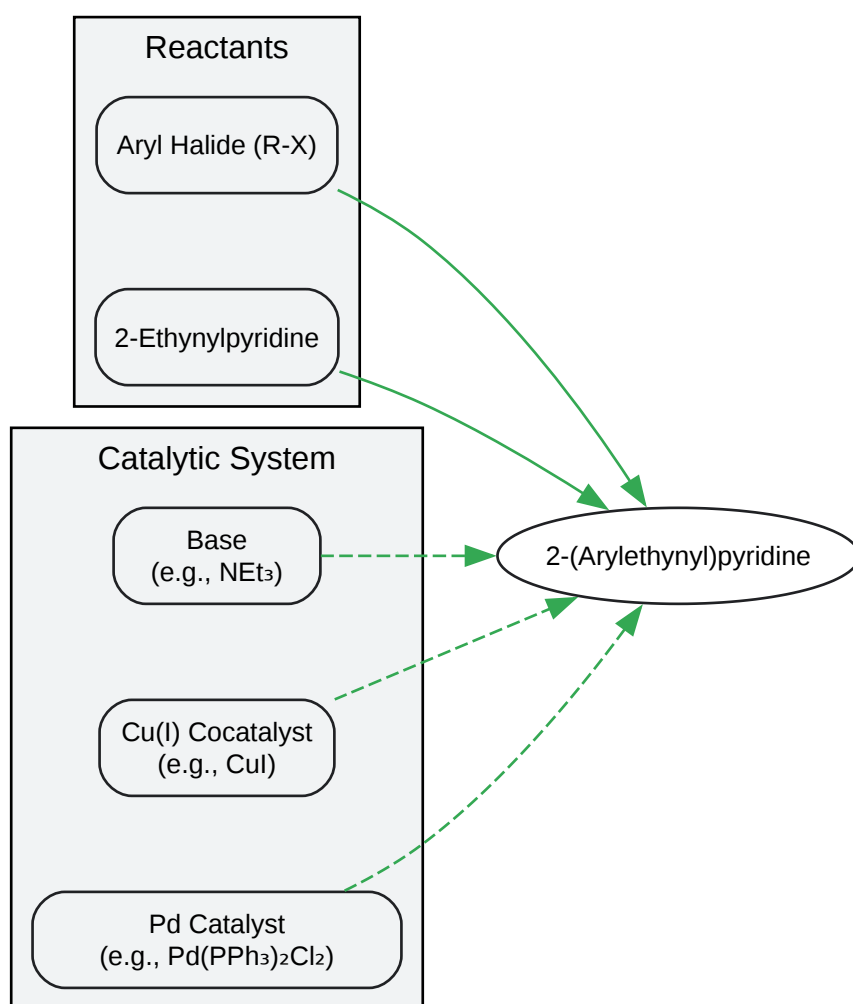 Reactants
Aryl Halide (R-X)
2-Ethynylpyridine
Catalytic System
Base
(e.g., NEt₃)
2-(Arylethynyl)pyridine
Cu(I) Cocatalyst
(e.g., CuI)
Pd Catalyst
(e.g., Pd(PPh₃)₂Cl₂)